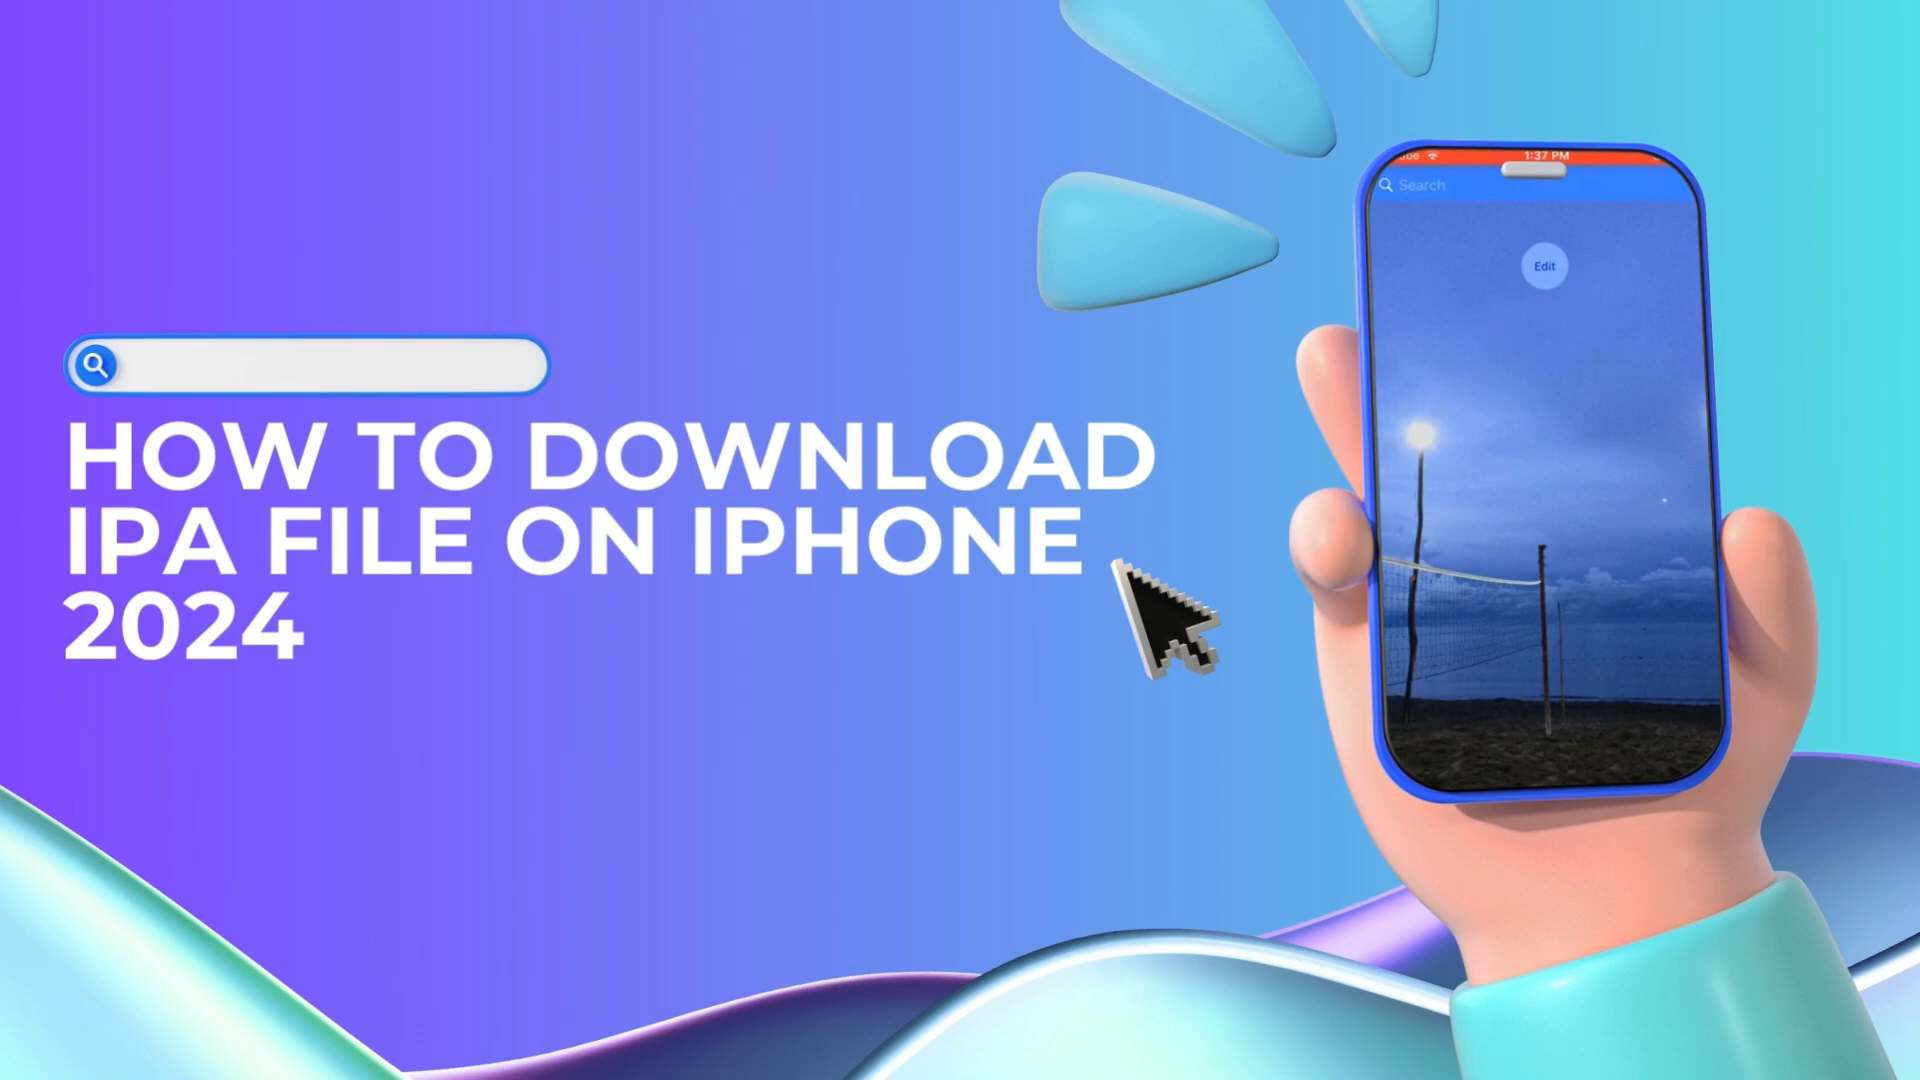 HOW TO DOWNLOAD
IPA FILE ON IPHONE
2024
1:37 PM
Search
Edit